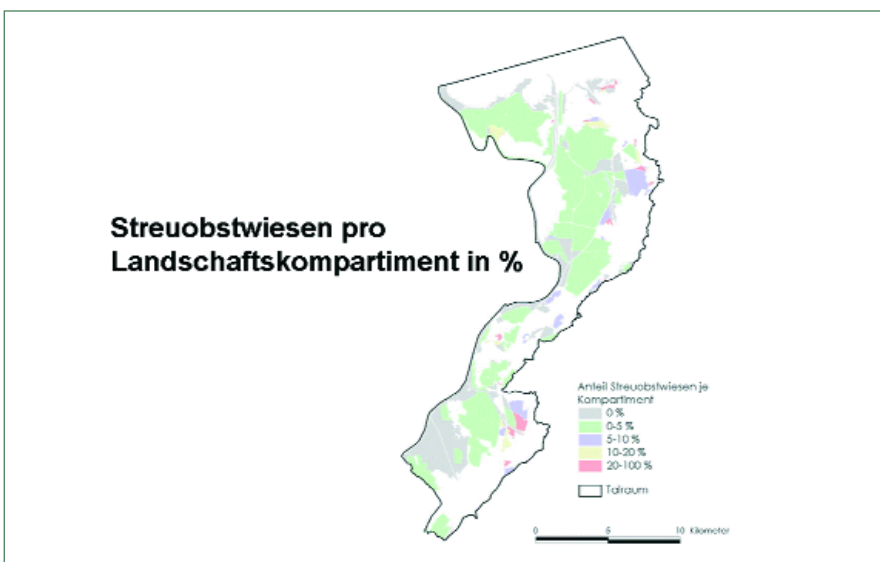 Streuobstwiesen pro
Landschaftskompartiment in %
Anteil Streuobstwiesen je
Kompartiment
0 %
0-5 %
5-10 %
10-20 %
20-100 %
Talraum
0 5 10 Kilometer